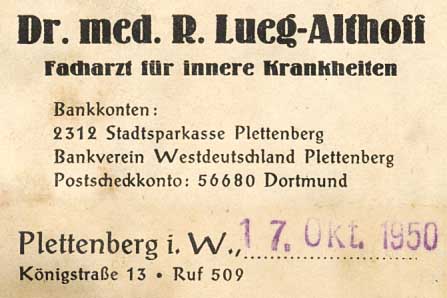 Dr. med. R. Lueg-Althoff
Facharzt für innere Krankheiten
Bankkonten:
2312 Stadtsparkasse Plettenberg
Bankverein Westdeutschland Plettenberg
Postscheckkonto: 56680 Dortmund
Plettenberg i. W., 17. Okt. 1950
Königstraße 13 • Ruf 509